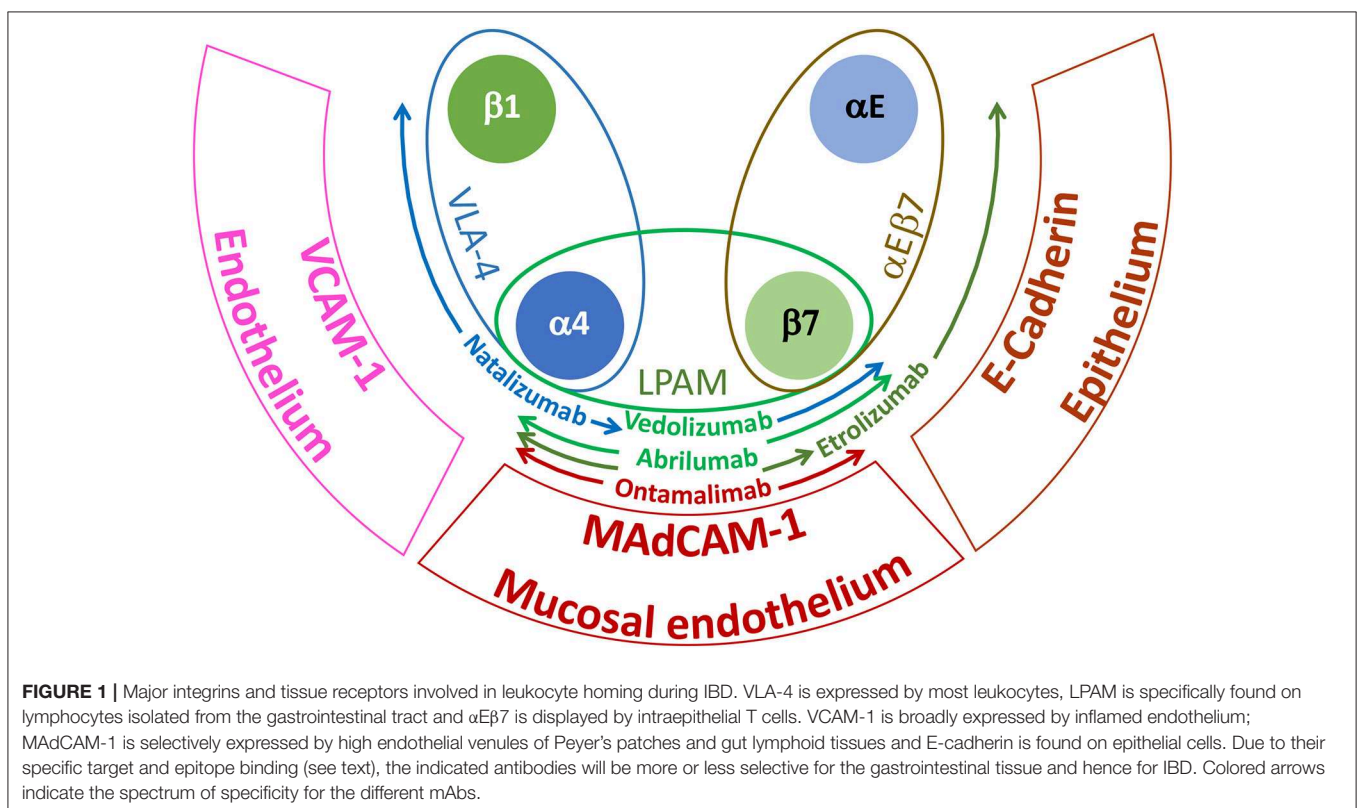 β1
αE
VLA-4
αEβ7
α4
β7
LPAM
Natalizumab
Vedolizumab
Etrolizumab
Abrilumab
Ontamalimab
VCAM-1
Endothelium
E-Cadherin
Epithelium
MAdCAM-1
Mucosal endothelium
FIGURE 1 | Major integrins and tissue receptors involved in leukocyte homing during IBD. VLA-4 is expressed by most leukocytes, LPAM is specifically found on
lymphocytes isolated from the gastrointestinal tract and αEβ7 is displayed by intraepithelial T cells. VCAM-1 is broadly expressed by inflamed endothelium;
MAdCAM-1 is selectively expressed by high endothelial venules of Peyer's patches and gut lymphoid tissues and E-cadherin is found on epithelial cells. Due to their
specific target and epitope binding (see text), the indicated antibodies will be more or less selective for the gastrointestinal tissue and hence for IBD. Colored arrows
indicate the spectrum of specificity for the different mAbs.